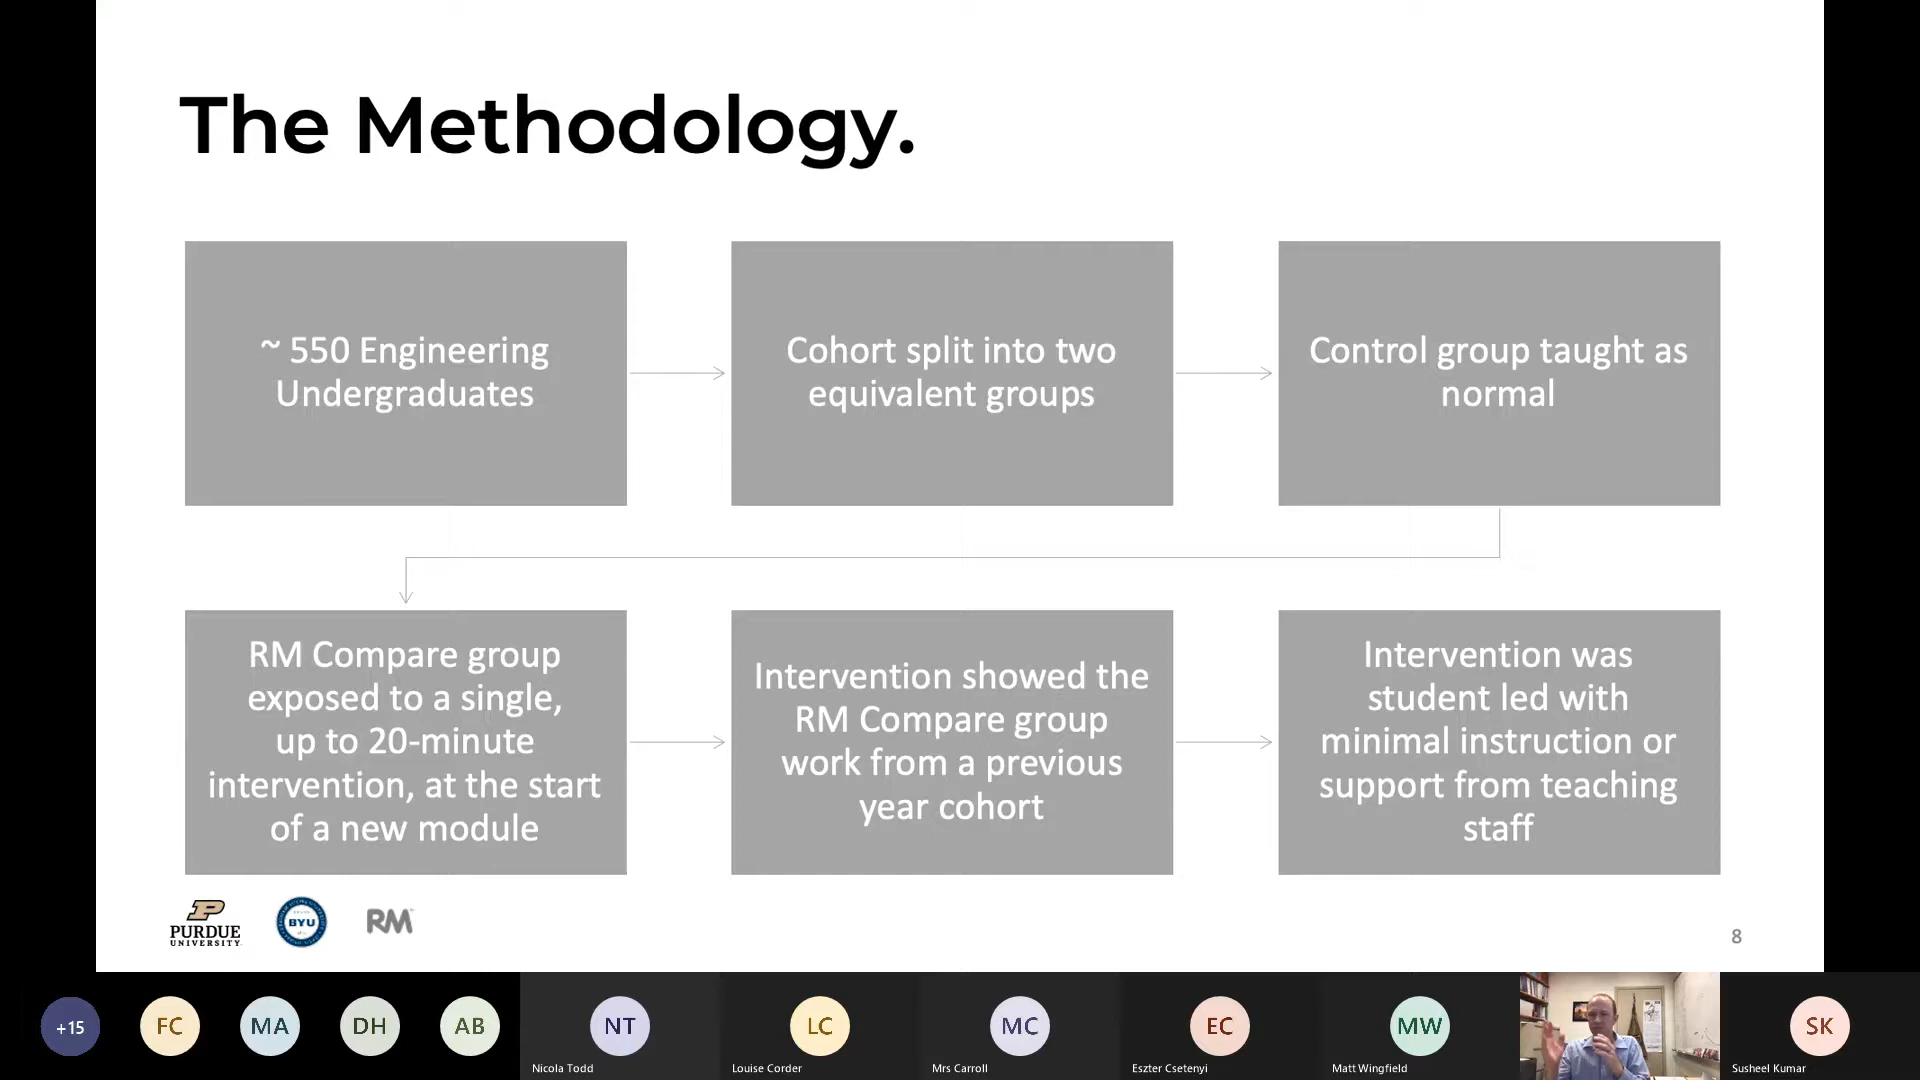 The Methodology.
~ 550 Engineering
Undergraduates
Cohort split into two
equivalent groups
Control group taught as
normal
RM Compare group
exposed to a single,
up to 20-minute
intervention, at the start
of a new module
Intervention showed the
RM Compare group
work from a previous
year cohort
Intervention was
student led with
minimal instruction or
support from teaching
staff
PURDUE
UNIVERSITY
BYU
RM
8
+15
FC
MA
DH
AB
NT
Nicola Todd
LC
Louise Corder
MC
Mrs Carroll
EC
Eszter Csetenyi
MW
Matt Wingfield
SK
Susheel Kumar